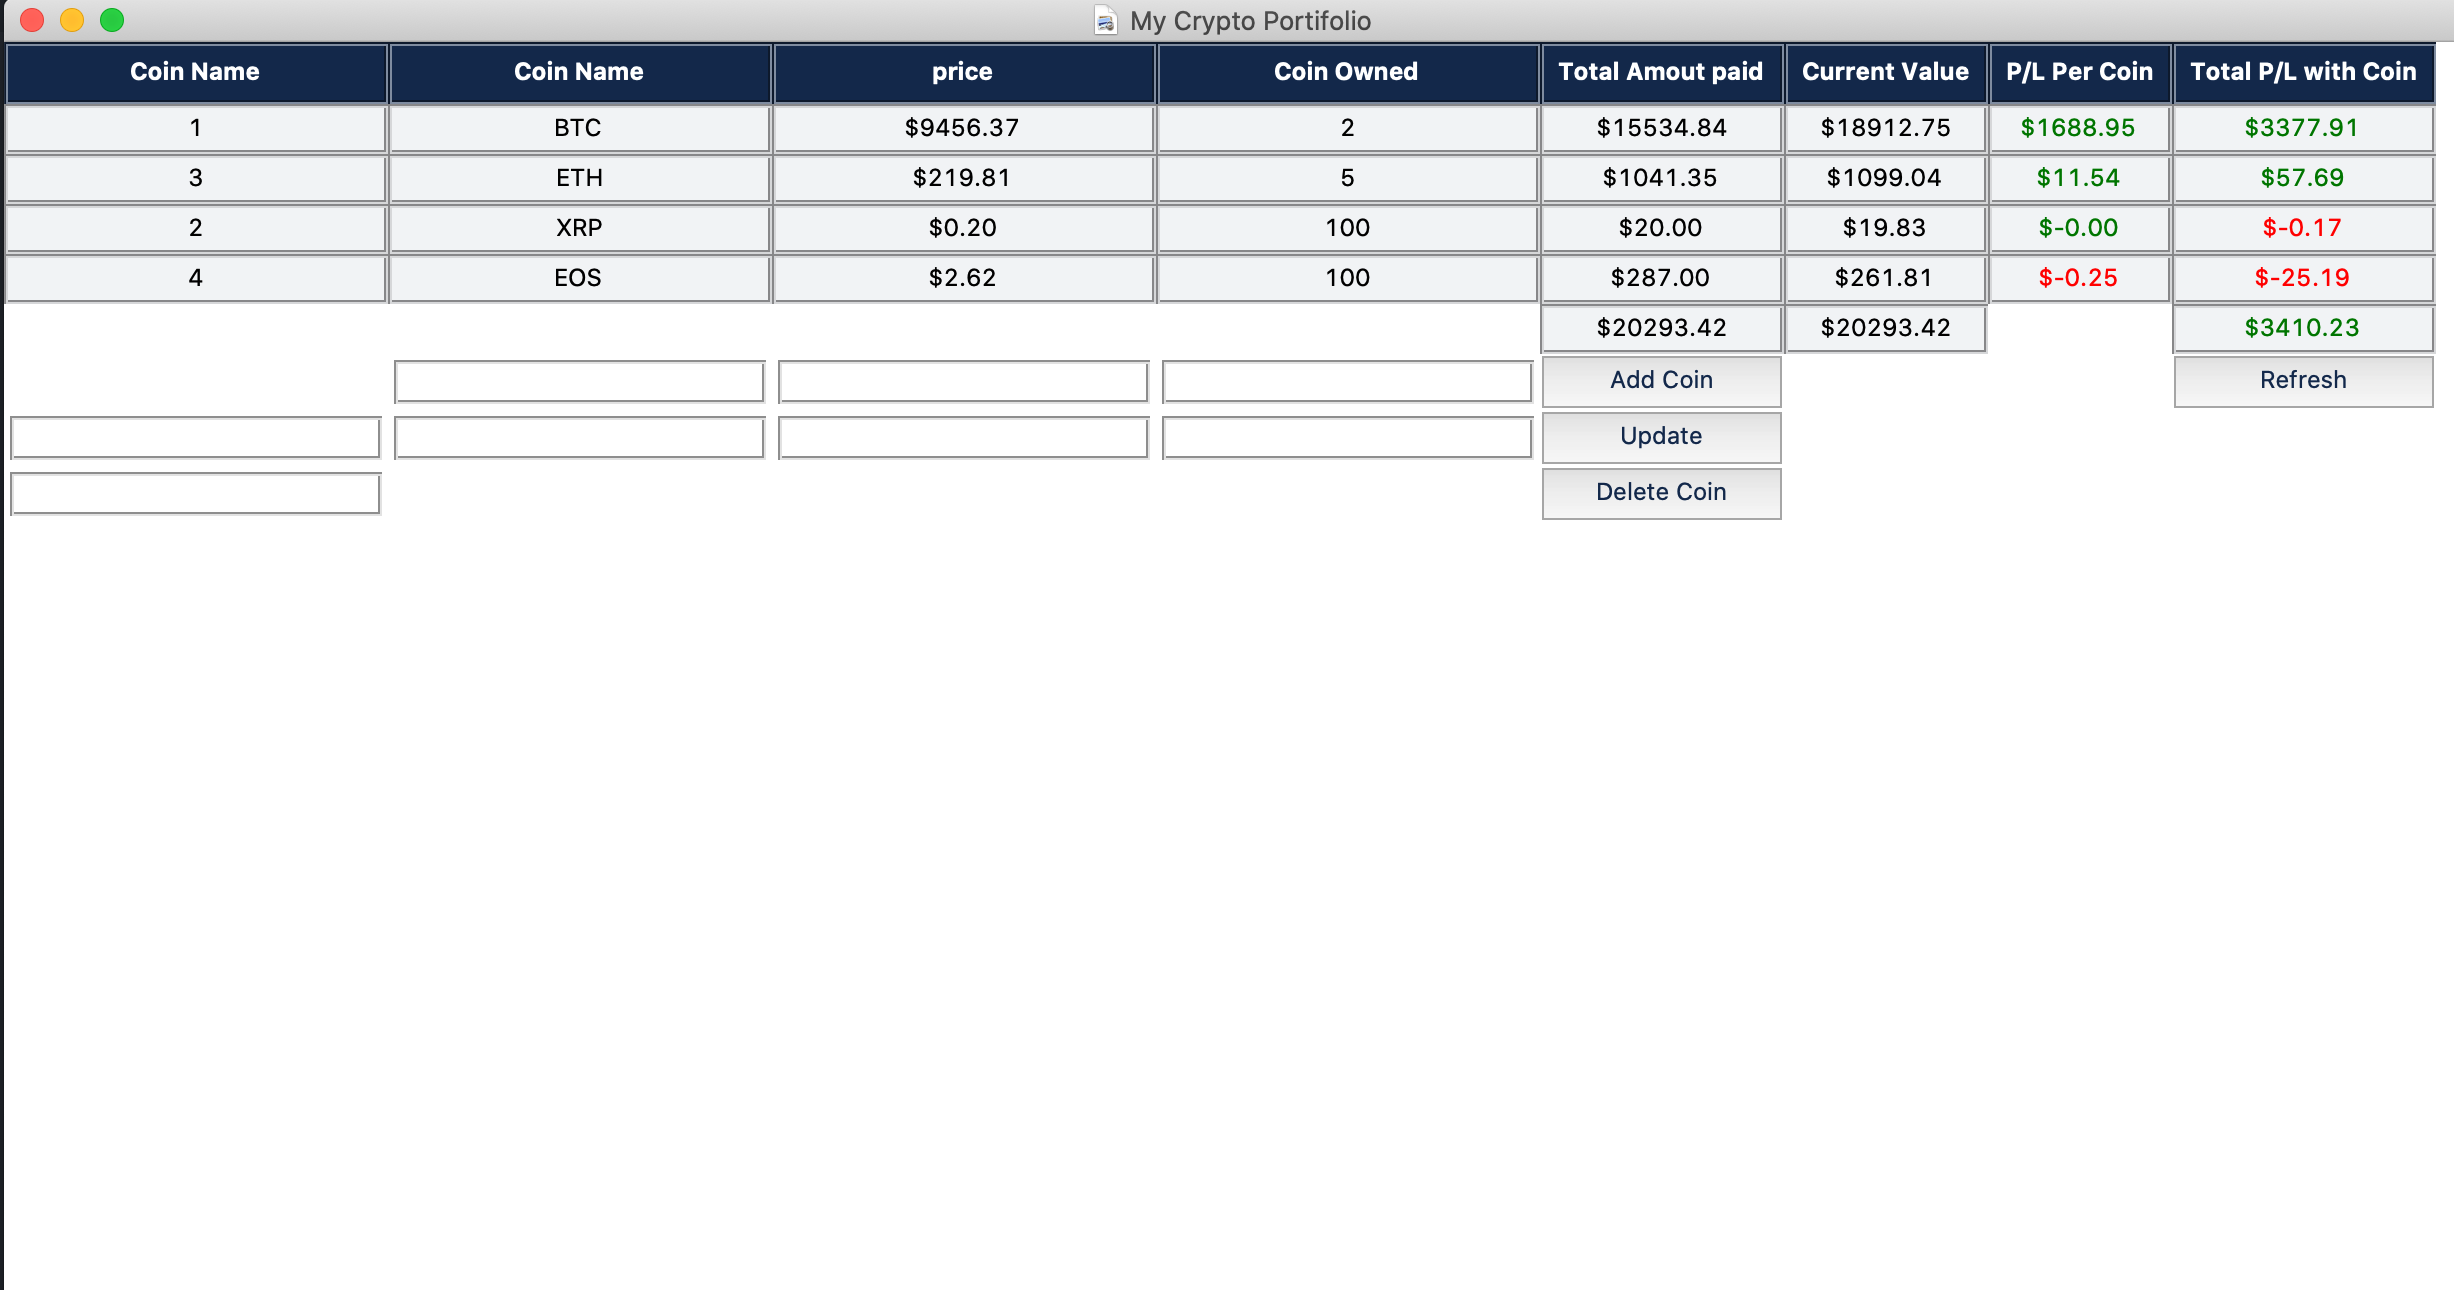 My Crypto Portifolio
Coin Name Coin Name price Coin Owned Total Amout paid Current Value P/L Per Coin Total P/L with Coin
1 BTC $9456.37 2 $15534.84 $18912.75 $1688.95 $3377.91
3 ETH $219.81 5 $1041.35 $1099.04 $11.54 $57.69
2 XRP $0.20 100 $20.00 $19.83 $-0.00 $-0.17
4 EOS $2.62 100 $287.00 $261.81 $-0.25 $-25.19
$20293.42 $20293.42 $3410.23
Add Coin Refresh
Update
Delete Coin